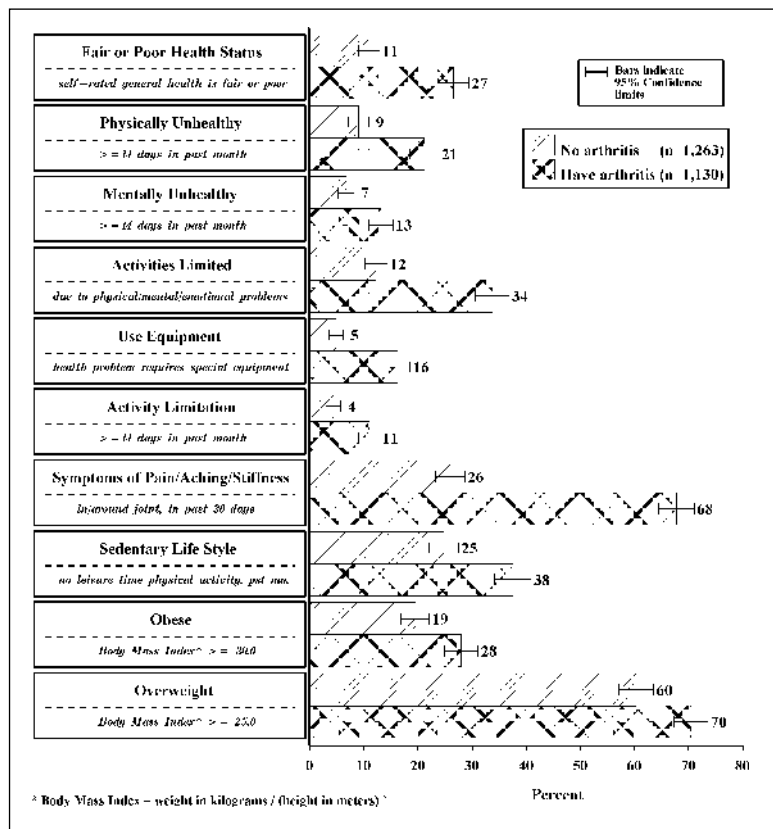 Fair or Poor Health Status
self-rated general health is fair or poor
11
27
Bars Indicate
95% Confidence
limits
Physically Unhealthy
days in past month
9
21
No arthritis (n 1,263)
Have arthritis (n 1,130)
Mentally Unhealthy
days in past month
7
13
Activities Limited
due to physical/mental/emotional problems
12
34
Use Equipment
health problem requires special equipment
5
16
Activity Limitation
days in past month
4
11
Symptoms of Pain/Aching/Stiffness
in/around joint, in past 30 days
26
68
Sedentary Life Style
no leisure time physical activity, pst mo.
25
38
Obese
Body Mass Index* >= 30.0
19
28
Overweight
Body Mass Index* >= 25.0
60
70
0 10 20 30 40 50 60 70 80
Percent
* Body Mass Index = weight in kilograms / (height in meters)